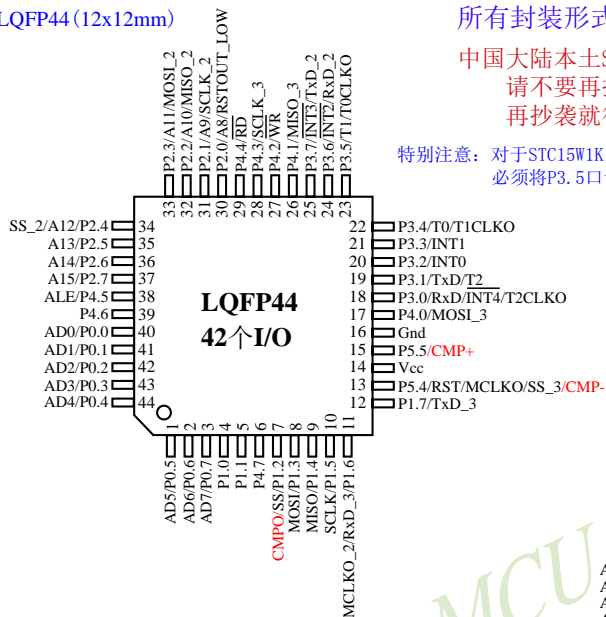 LQFP44(12x12mm)
所有封装形式
中国大陆本土S
请不要再
再抄袭就
特别注意: 对于STC15W1K
必须将P3.5口
P2.3/A11/MOSI_2
P2.2/A10/MISO_2
P2.1/A9/SCLK_2
P2.0/A8/RSTOUT_LOW
P4.4/RD
P4.3/SCLK_3
P4.2/WR
P4.1/MISO_3
P3.7/INT3/TxD_2
P3.6/INT2/RxD_2
P3.5/T1/T0CLKO
33
32
31
30
29
28
27
26
25
24
23
SS_2/A12/P2.4 34
A13/P2.5 35
A14/P2.6 36
A15/P2.7 37
ALE/P4.5 38
P4.6 39
AD0/P0.0 40
AD1/P0.1 41
AD2/P0.2 42
AD3/P0.3 43
AD4/P0.4 44
LQFP44
42个I/O
22 P3.4/T0/T1CLKO
21 P3.3/INT1
20 P3.2/INT0
19 P3.1/TxD/T2
18 P3.0/RxD/INT4/T2CLKO
17 P4.0/MOSI_3
16 Gnd
15 P5.5/CMP+
14 Vcc
13 P5.4/RST/MCLKO/SS_3/CMP-
12 P1.7/TxD_3
1
2
3
4
5
6
7
8
9
10
11
AD5/P0.5
AD6/P0.6
AD7/P0.7
P1.0
P1.1
P4.7
CMPO/SS/P1.2
MOSI/P1.3
MISO/P1.4
SCLK/P1.5
MCLKO_2/RxD_3/P1.6
MCU
A
A
A